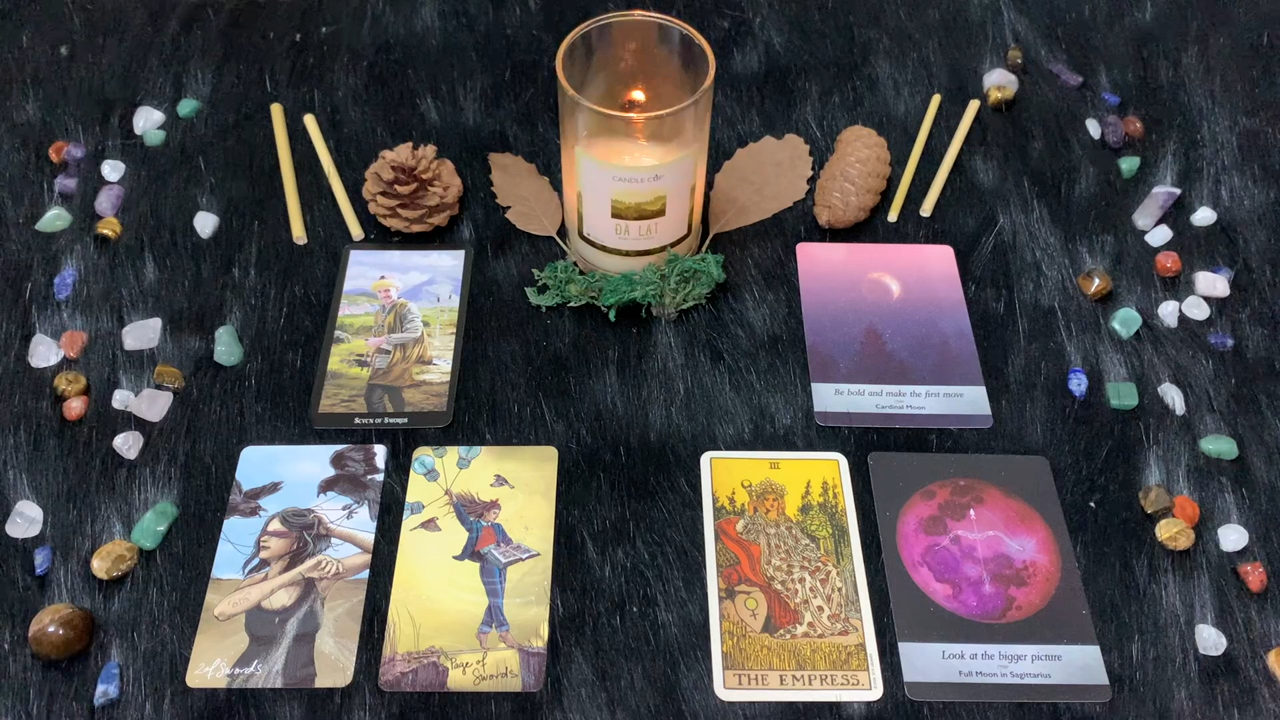 CANDLE CUP
ĐÀ LẠT
SEVEN OF SWORDS
Be bold and make the first move
Cardinal Moon
2 of Swords
Page of
Swords
III
THE EMPRESS.
Look at the bigger picture
Full Moon in Sagittarius